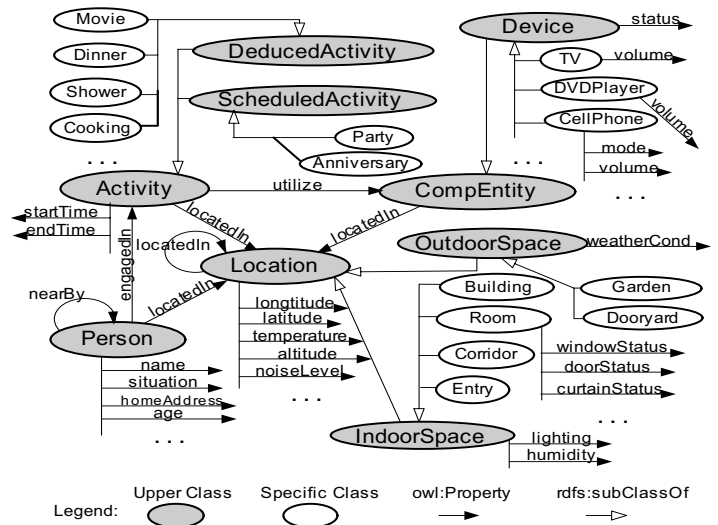 Movie
Dinner
Shower
Cooking
. . .
DeducedActivity
ScheduledActivity
Party
Anniversary
Device
status
TV
volume
DVDPlayer
volume
CellPhone
mode
volume
. . .
Activity
utilize
CompEntity
startTime
endTime
engagedIn
locatedIn
locatedIn
locatedIn
locatedIn
Location
nearBy
Person
name
situation
homeAddress
age
. . .
longtitude
latitude
temperature
altitude
noiseLevel
. . .
OutdoorSpace
weatherCond
Garden
Dooryard
Building
Room
Corridor
Entry
windowStatus
doorStatus
curtainStatus
. . .
IndoorSpace
lighting
humidity
Legend:
Upper Class
Specific Class
owl:Property
rdfs:subClassOf